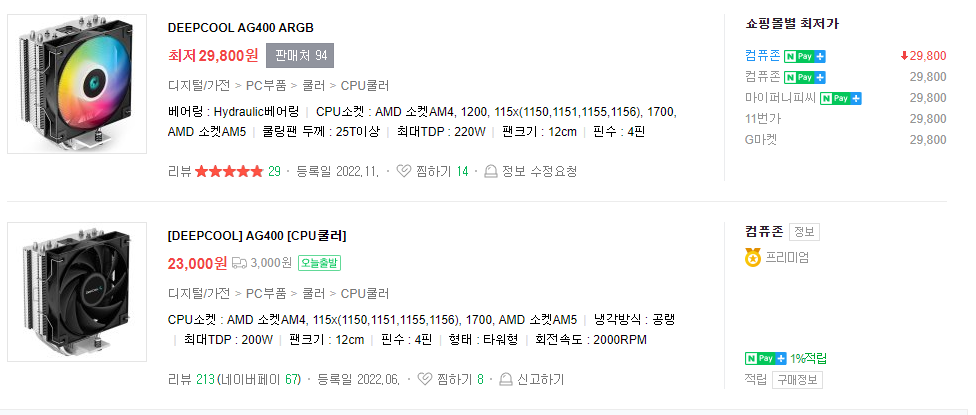 DEEPCOOL AG400 ARGB
최저 29,800원 판매처 94
디지털/가전 > PC부품 > 쿨러 > CPU쿨러
베어링 : Hydraulic베어링 | CPU소켓 : AMD 소켓AM4, 1200, 115x(1150,1151,1155,1156), 1700,
AMD 소켓AM5 | 쿨링팬 두께 : 25T이상 | 최대TDP : 220W | 팬크기 : 12cm | 핀수 : 4핀
리뷰 ★★★★★ 29 · 등록일 2022.11. · 찜하기 14 · 정보 수정요청
쇼핑몰별 최저가
컴퓨존 N Pay + 29,800
컴퓨존 N Pay + 29,800
마이퍼니피씨 N Pay + 29,800
11번가 29,800
G마켓 29,800
[DEEPCOOL] AG400 [CPU쿨러]
23,000원 3,000원 오늘출발
디지털/가전 > PC부품 > 쿨러 > CPU쿨러
CPU소켓 : AMD 소켓AM4, 115x(1150,1151,1155,1156), 1700, AMD 소켓AM5 | 냉각방식 : 공랭
| 최대TDP : 200W | 팬크기 : 12cm | 핀수 : 4핀 | 형태 : 타워형 | 회전속도 : 2000RPM
리뷰 213 (네이버페이 67) · 등록일 2022.06. · 찜하기 8 · 신고하기
컴퓨존 정보
프리미엄
N Pay + 1%적립
적립 구매정보
DEEPCOOL